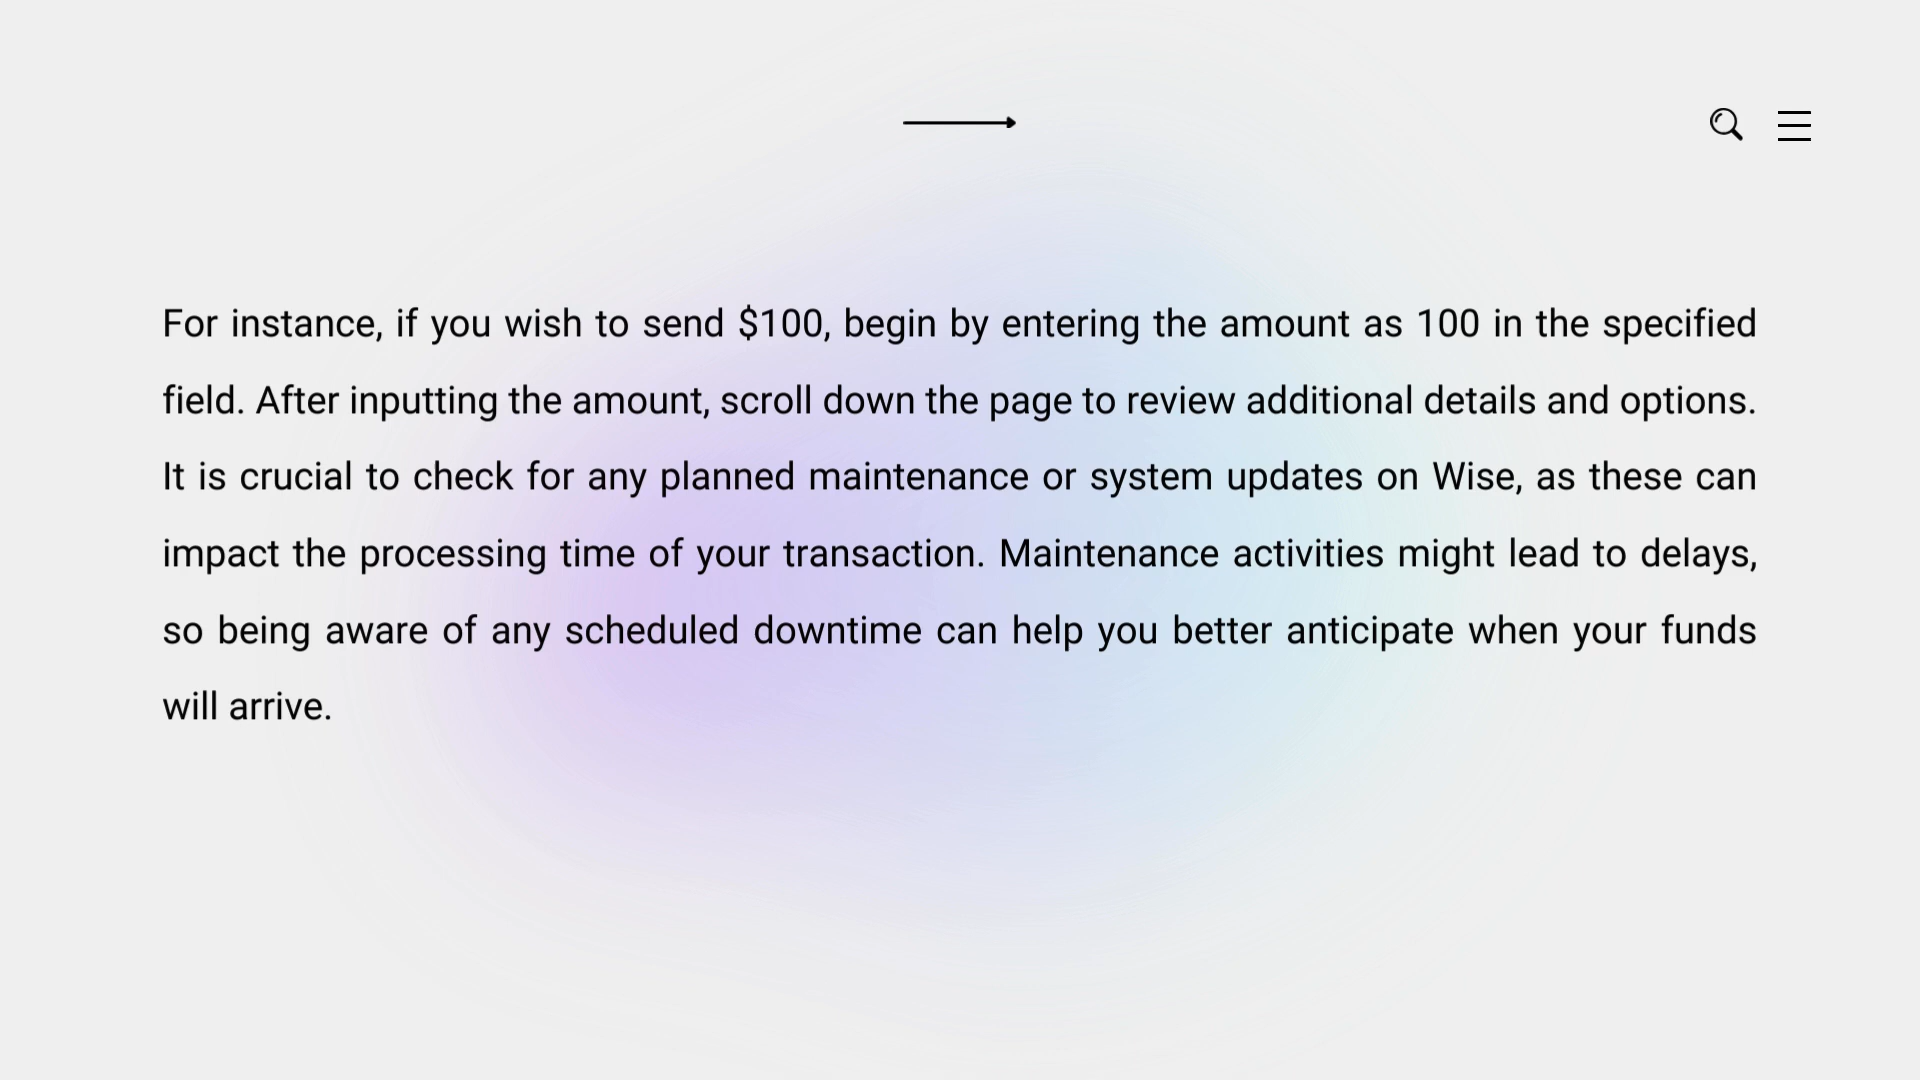 For instance, if you wish to send $100, begin by entering the amount as 100 in the specified
field. After inputting the amount, scroll down the page to review additional details and options.
It is crucial to check for any planned maintenance or system updates on Wise, as these can
impact the processing time of your transaction. Maintenance activities might lead to delays,
so being aware of any scheduled downtime can help you better anticipate when your funds
will arrive.